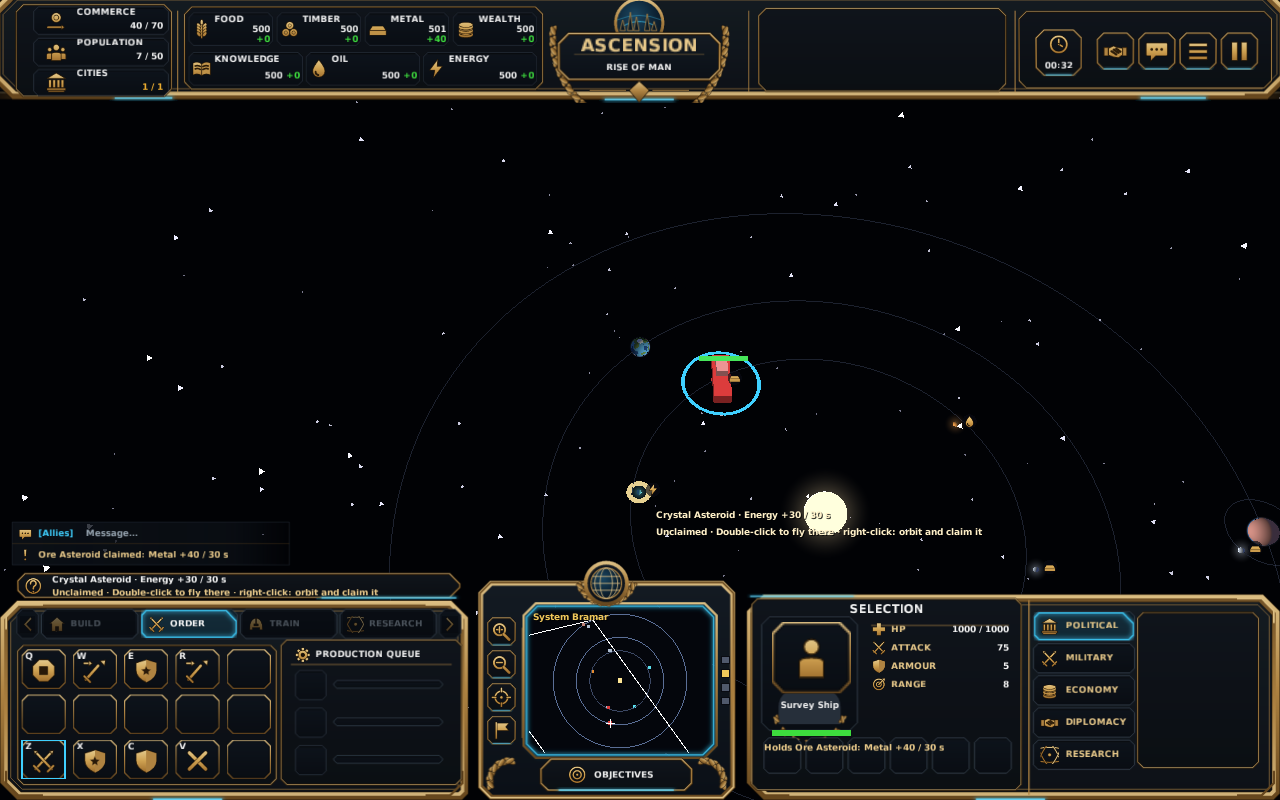 COMMERCE
40 / 70
POPULATION
7 / 50
CITIES
1 / 1
FOOD
500
+0
TIMBER
500
+0
METAL
501
+40
WEALTH
500
+0
KNOWLEDGE
500 +0
OIL
500 +0
ENERGY
500 +0
ASCENSION
RISE OF MAN
00:32
Crystal Asteroid · Energy +30 / 30 s
Unclaimed · Double-click to fly there · right-click: orbit and claim it
[Allies] Message...
! Ore Asteroid claimed: Metal +40 / 30 s
Crystal Asteroid · Energy +30 / 30 s
Unclaimed · Double-click to fly there · right-click: orbit and claim it
BUILD
ORDER
TRAIN
RESEARCH
Q
W
E
R
Z
X
C
V
PRODUCTION QUEUE
System Bramar
OBJECTIVES
SELECTION
Survey Ship
HP 1000 / 1000
ATTACK 75
ARMOUR 5
RANGE 8
Holds Ore Asteroid: Metal +40 / 30 s
POLITICAL
MILITARY
ECONOMY
DIPLOMACY
RESEARCH